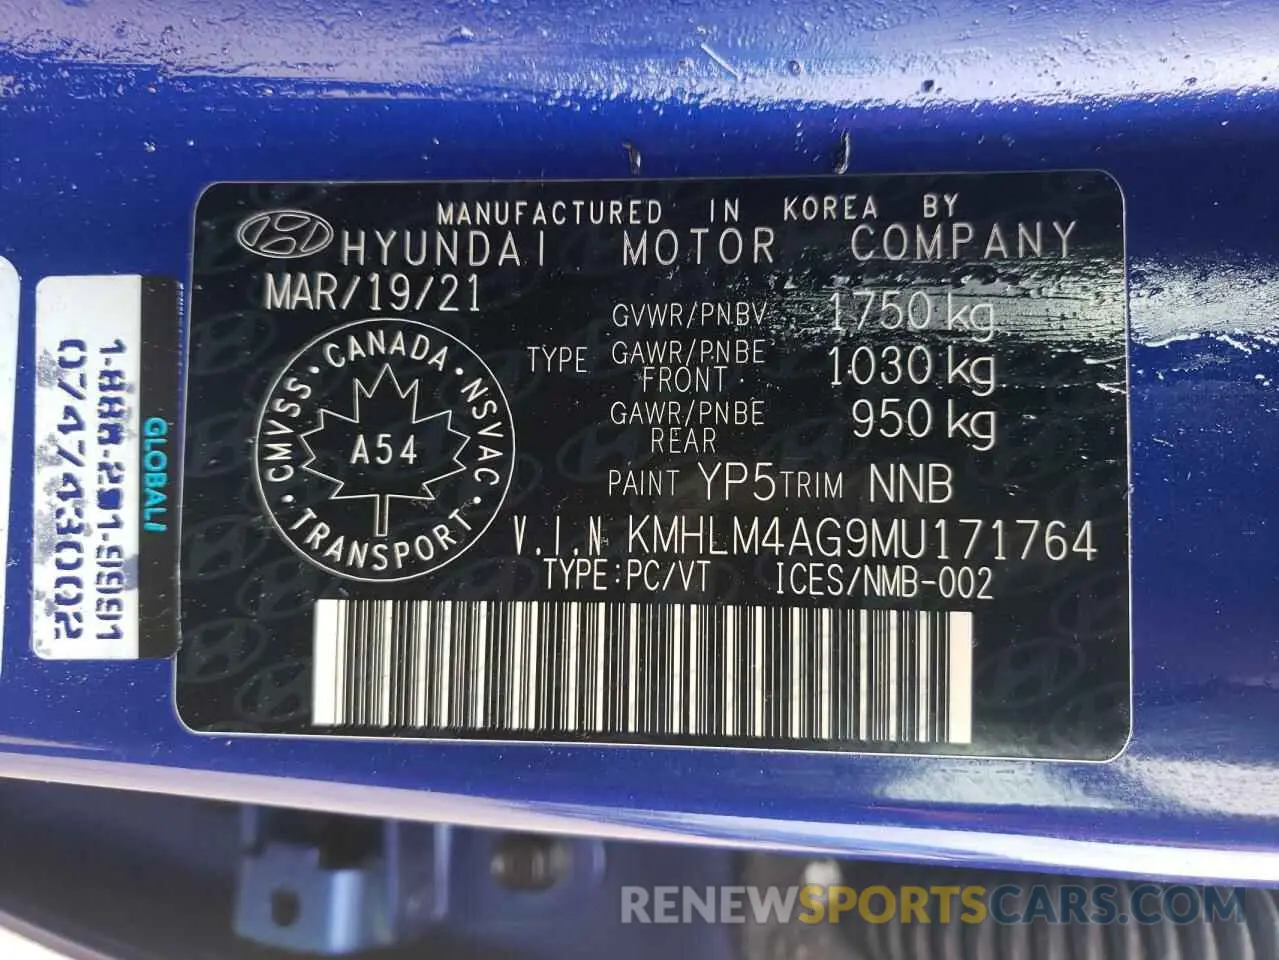 MANUFACTURED IN KOREA BY
HYUNDAI MOTOR COMPANY
MAR/19/21
GVWR/PNBV 1750 kg
TYPE GAWR/PNBE FRONT 1030 kg
GAWR/PNBE REAR 950 kg
PAINT YP5 TRIM NNB
V.I.N KMHLM4AG9MU171764
TYPE:PC/VT ICES/NMB-002
CANADA · NSVAC · TRANSPORT · CMVSS ·
A54
GLOBALI
074743002
RENEWSPORTSCARS.COM